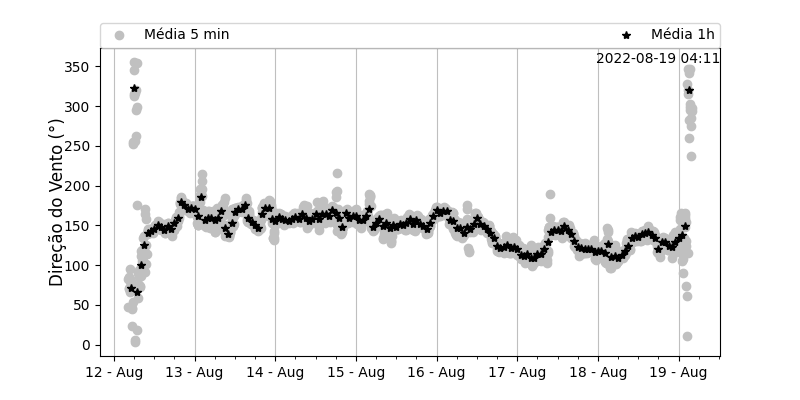 Média 5 min
Média 1h
2022-08-19 04:11
Direção do Vento (°)
350
300
250
200
150
100
50
0
12 - Aug
13 - Aug
14 - Aug
15 - Aug
16 - Aug
17 - Aug
18 - Aug
19 - Aug